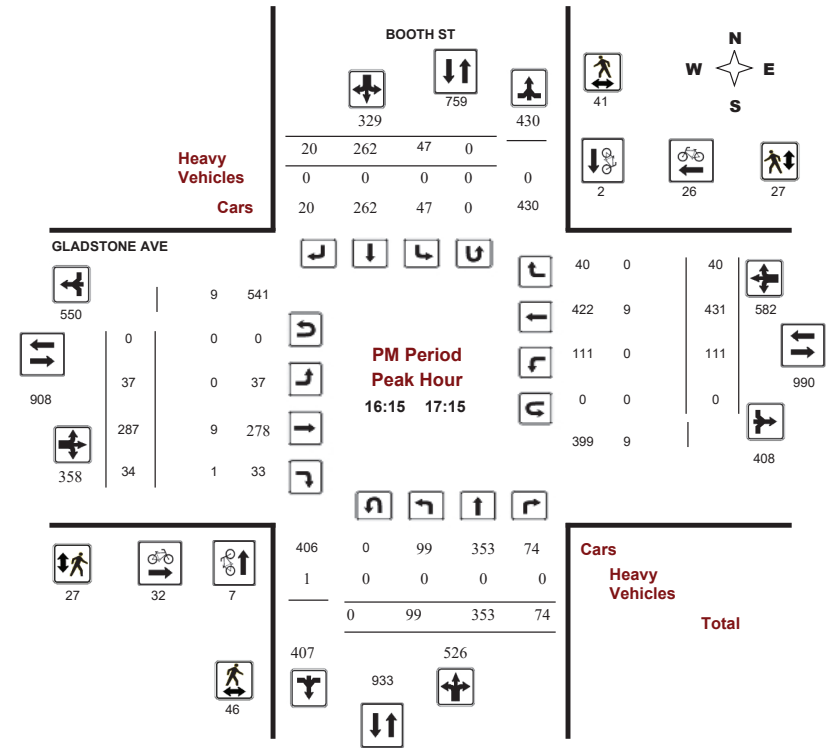 BOOTH ST
N
W E
S
759
41
329 430
20 262 47 0
Heavy
Vehicles
0 0 0 0 0
Cars
20 262 47 0 430
2 26 27
GLADSTONE AVE
550
9 541
0 0 0
908
37 0 37
287 9 278
358
34 1 33
PM Period
Peak Hour
16:15 17:15
40 0 40
422 9 431 582
111 0 111
990
0 0 0
399 9
408
406 0 99 353 74
Cars
1 0 0 0 0
Heavy
Vehicles
0 99 353 74
Total
27 32 7
407 526
933
46